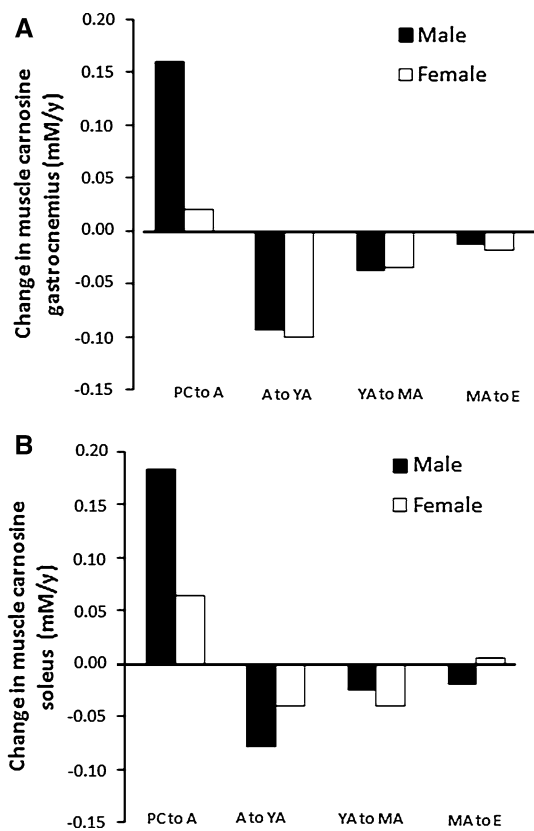 A
0.20
0.15
0.10
0.05
0.00
-0.05
-0.10
-0.15
Change in muscle carnosine
gastrocnemius (mM/y)
Male
Female
PC to A
A to YA
YA to MA
MA to E
B
0.20
0.15
0.10
0.05
0.00
-0.05
-0.10
-0.15
Change in muscle carnosine
soleus (mM/y)
Male
Female
PC to A
A to YA
YA to MA
MA to E